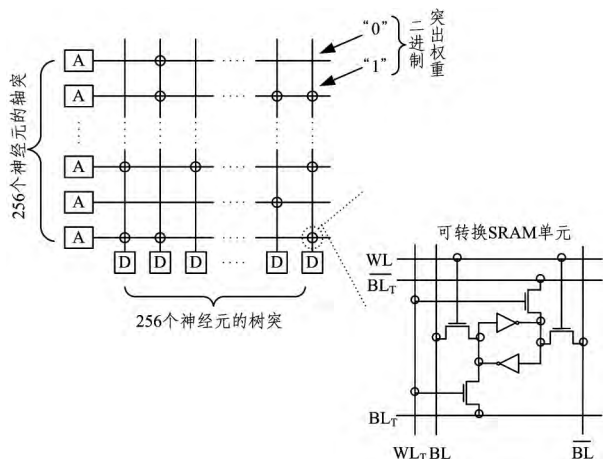 “0”
“1”
二进制
突出权重
256个神经元的轴突
A
A
A
A
A
D D D D D
256个神经元的树突
可转换SRAM单元
WL
BL_T
BL_T
WL_T BL
BL